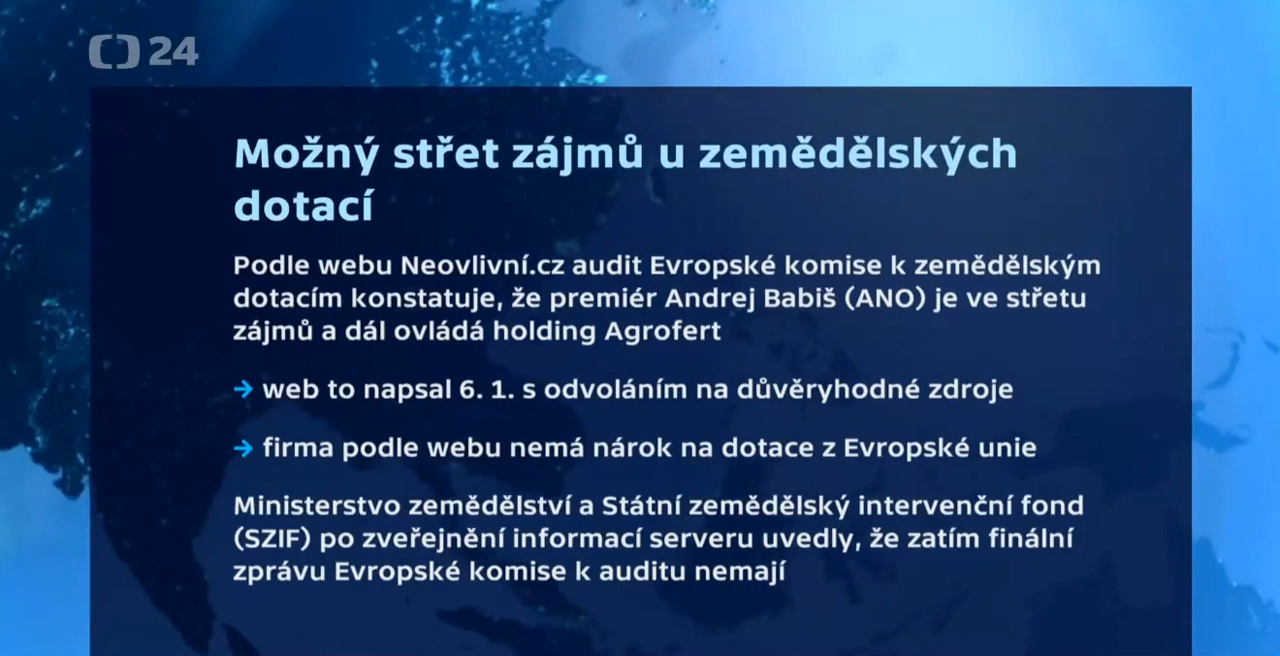 24
Možný střet zájmů u zemědělských
dotací
Podle webu Neovlivní.cz audit Evropské komise k zemědělským
dotacím konstatuje, že premiér Andrej Babiš (ANO) je ve střetu
zájmů a dál ovládá holding Agrofert
→ web to napsal 6. 1. s odvoláním na důvěryhodné zdroje
→ firma podle webu nemá nárok na dotace z Evropské unie
Ministerstvo zemědělství a Státní zemědělský intervenční fond
(SZIF) po zveřejnění informací serveru uvedly, že zatím finální
zprávu Evropské komise k auditu nemají